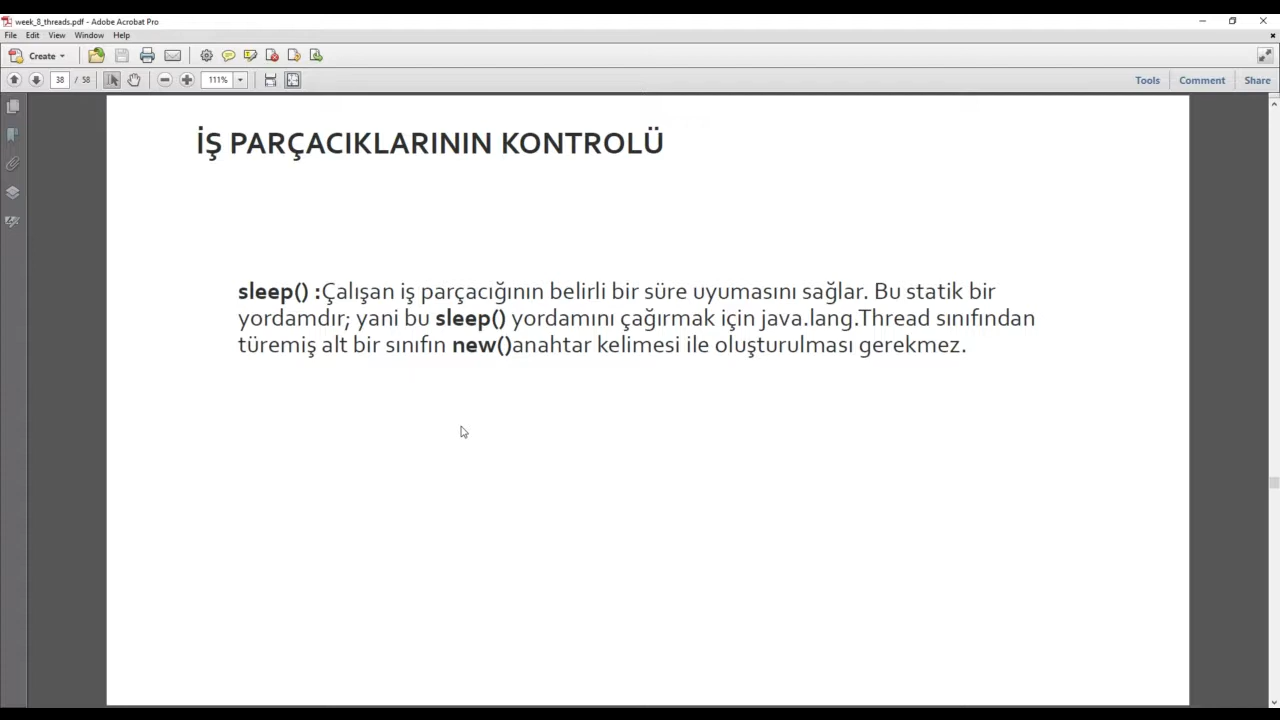 week_8_threads.pdf - Adobe Acrobat Pro
File Edit View Window Help
Create
38 / 58 111% Tools Comment Share
İŞ PARÇACIKLARININ KONTROLÜ
sleep() :Çalışan iş parçacığının belirli bir süre uyumasını sağlar. Bu statik bir
yordamdır; yani bu sleep() yordamını çağırmak için java.lang.Thread sınıfından
türemiş alt bir sınıfın new()anahtar kelimesi ile oluşturulması gerekmez.